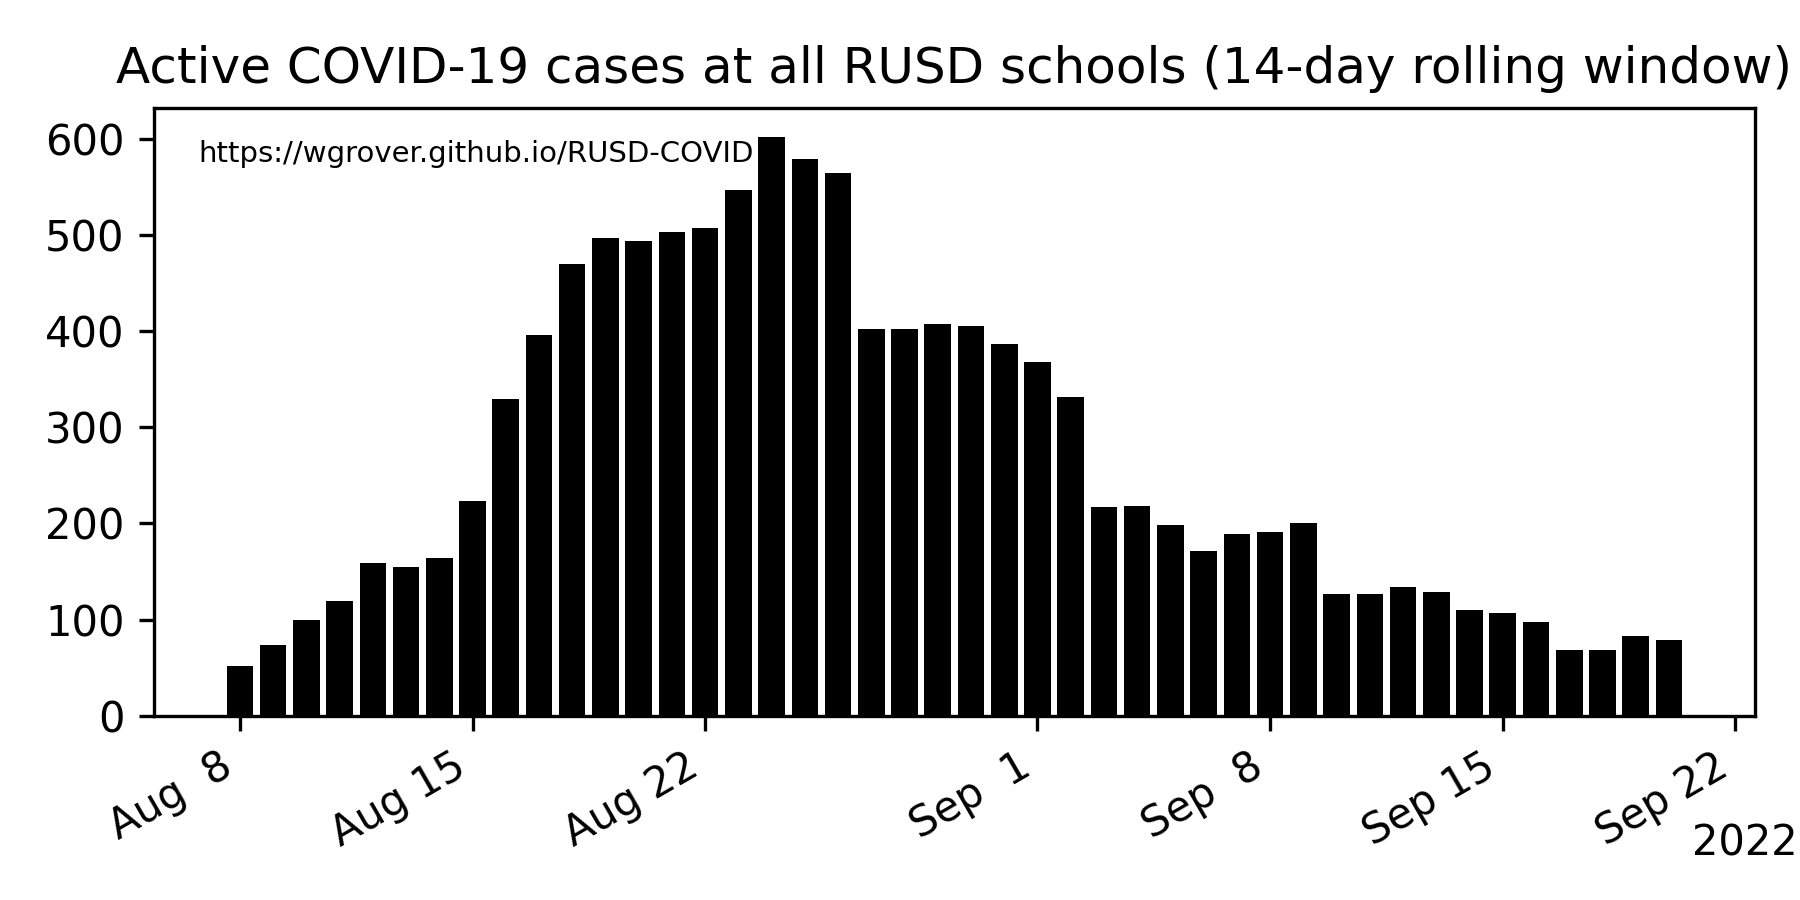 Active COVID-19 cases at all RUSD schools (14-day rolling window)
https://wgrover.github.io/RUSD-COVID
600
500
400
300
200
100
0
Aug 8
Aug 15
Aug 22
Sep 1
Sep 8
Sep 15
Sep 22
2022